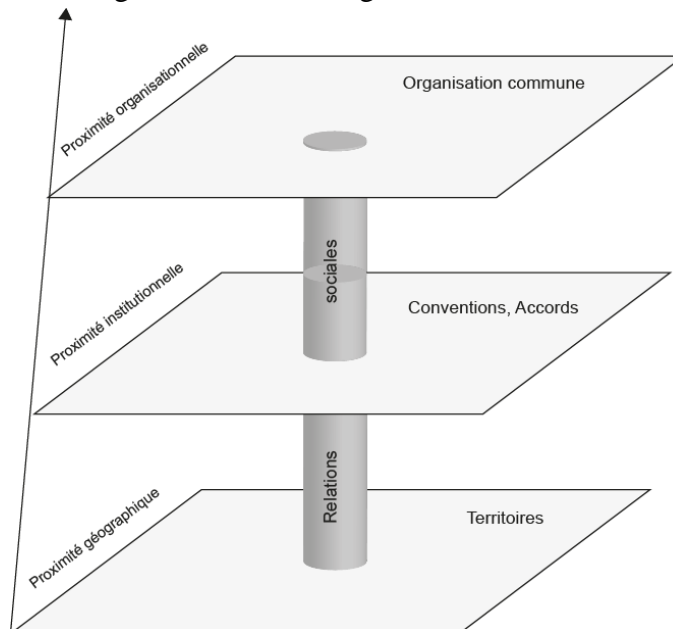 Proximité organisationnelle
Organisation commune
sociales
Proximité institutionnelle
Conventions, Accords
Relations
Proximité géographique
Territoires